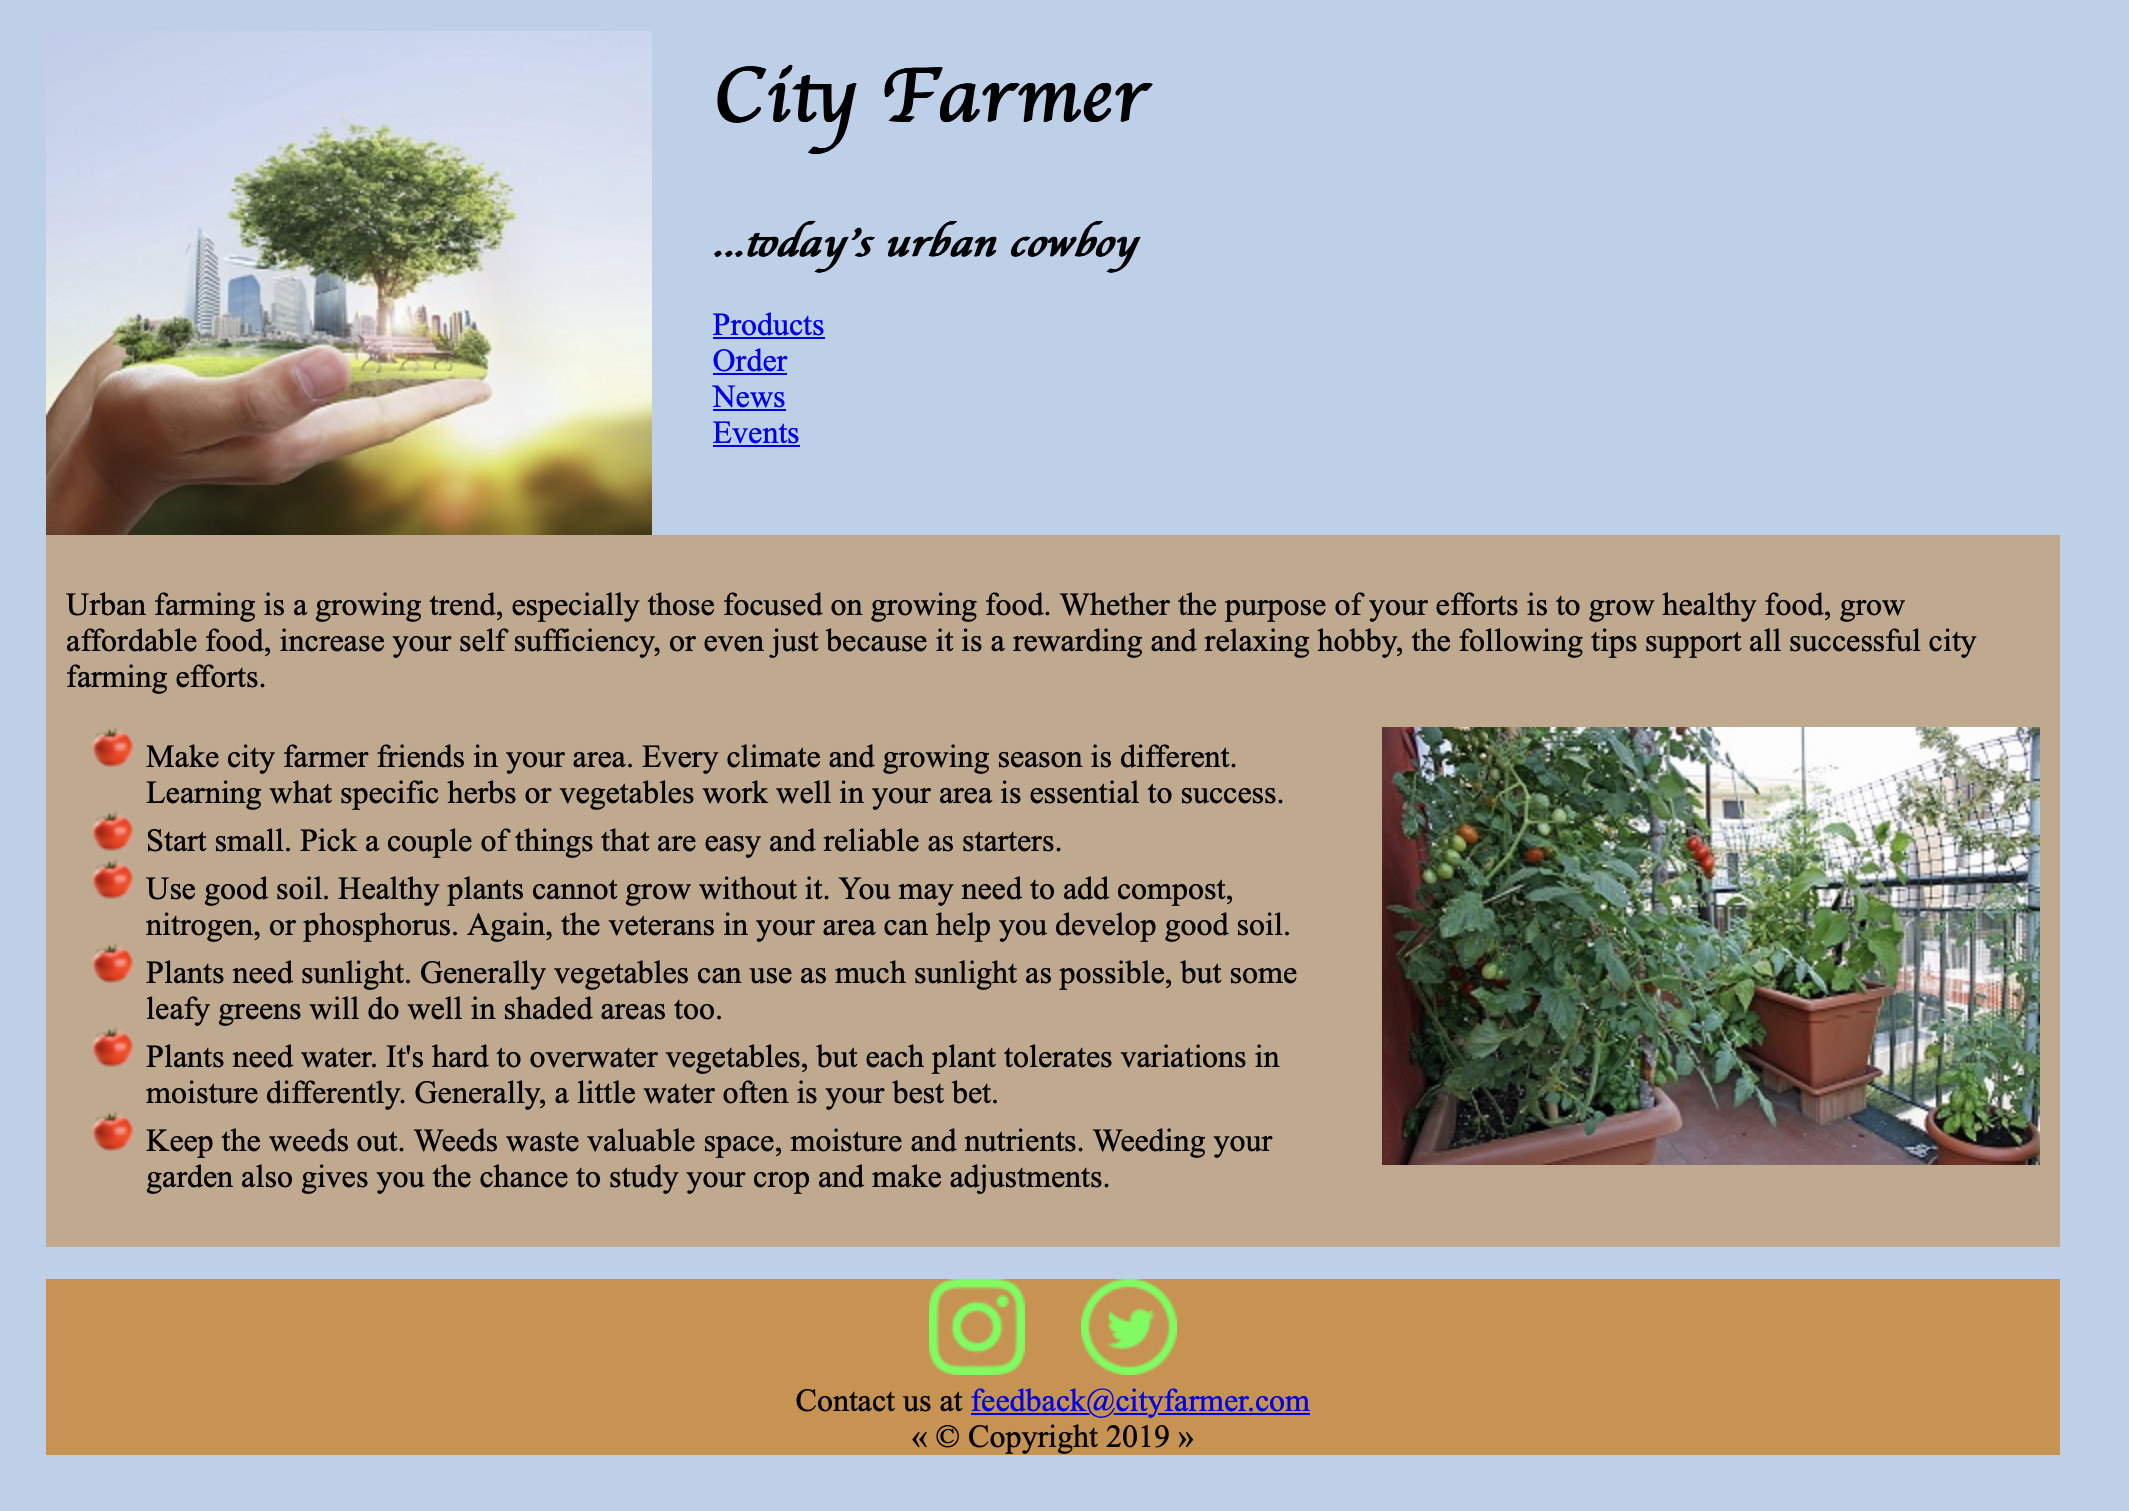 City Farmer
...today's urban cowboy
Products
Order
News
Events
Urban farming is a growing trend, especially those focused on growing food. Whether the purpose of your efforts is to grow healthy food, grow
affordable food, increase your self sufficiency, or even just because it is a rewarding and relaxing hobby, the following tips support all successful city
farming efforts.
Make city farmer friends in your area. Every climate and growing season is different.
Learning what specific herbs or vegetables work well in your area is essential to success.
Start small. Pick a couple of things that are easy and reliable as starters.
Use good soil. Healthy plants cannot grow without it. You may need to add compost,
nitrogen, or phosphorus. Again, the veterans in your area can help you develop good soil.
Plants need sunlight. Generally vegetables can use as much sunlight as possible, but some
leafy greens will do well in shaded areas too.
Plants need water. It's hard to overwater vegetables, but each plant tolerates variations in
moisture differently. Generally, a little water often is your best bet.
Keep the weeds out. Weeds waste valuable space, moisture and nutrients. Weeding your
garden also gives you the chance to study your crop and make adjustments.
Contact us at feedback@cityfarmer.com
« © Copyright 2019 »